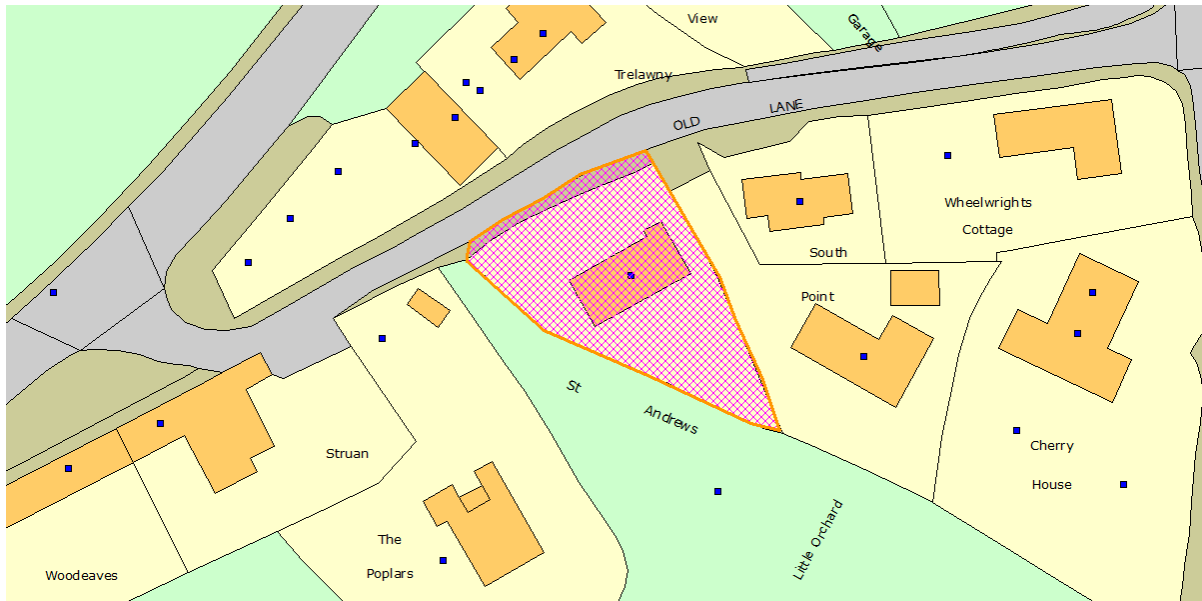 View
Garage
Trelawny
OLD LANE
Wheelwrights
Cottage
South
Point
St Andrews
Struan
Cherry
House
The
Poplars
Little Orchard
Woodeaves